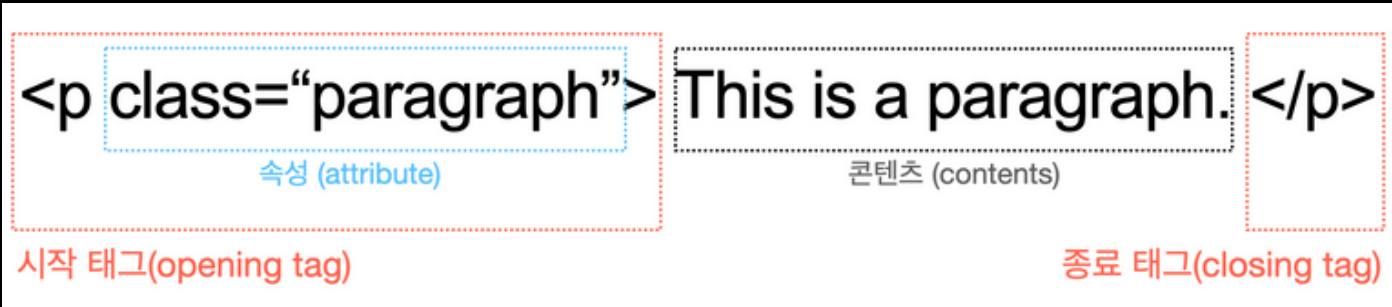 <p class=“paragraph”> This is a paragraph. </p>
속성 (attribute)
콘텐츠 (contents)
시작 태그(opening tag)
종료 태그(closing tag)